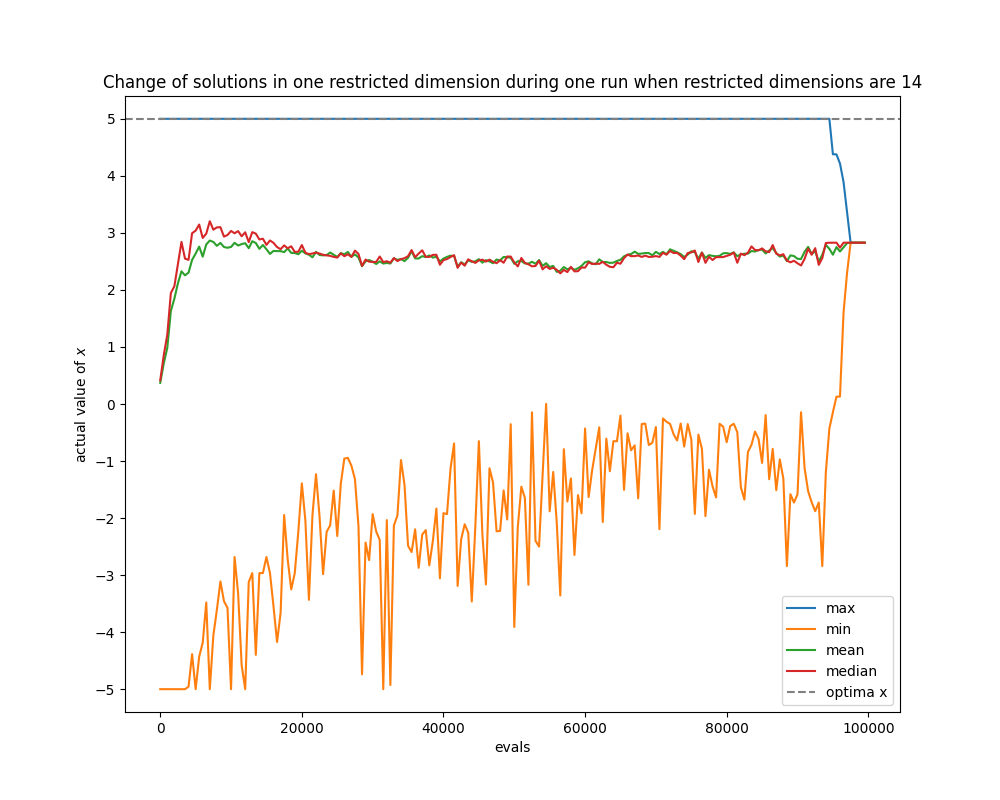 Change of solutions in one restricted dimension during one run when restricted dimensions are 14
actual value of x
5
4
3
2
1
0
−1
−2
−3
−4
−5
0
20000
40000
60000
80000
100000
evals
max
min
mean
median
optima x